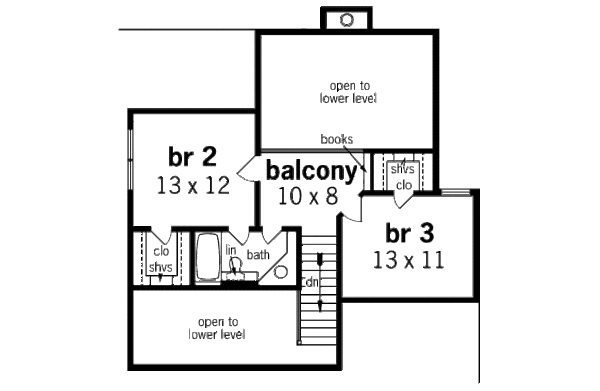 open to
lower level
books
br 2
13 x 12
balcony
10 x 8
shvs
clo
br 3
13 x 11
clo
shvs
lin
bath
dn
open to
lower level